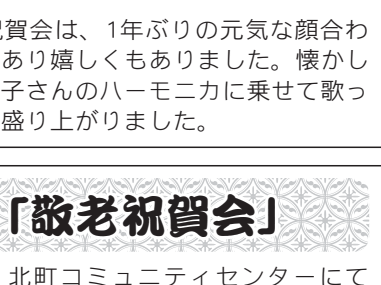 祝賀会は、1年ぶりの元気な顔合わ
あり嬉しくもありました。懐かし
子さんのハーモニカに乗せて歌っ
盛り上がりました。
「敬老祝賀会」
北町コミュニティセンターにて